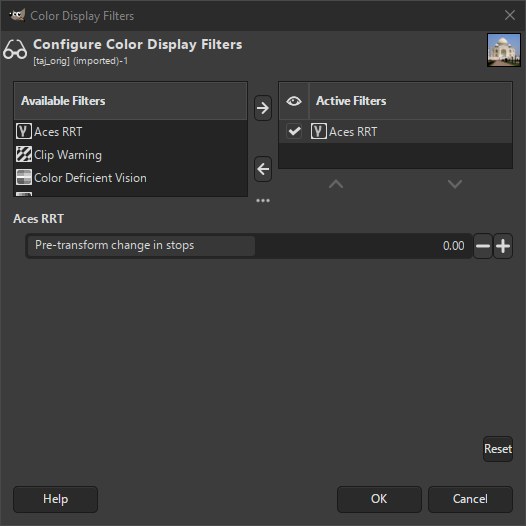 Color Display Filters
Configure Color Display Filters
[taj_orig] (imported)-1
Available Filters
Aces RRT
Clip Warning
Color Deficient Vision
Active Filters
Aces RRT
Aces RRT
Pre-transform change in stops 0.00
Reset
Help OK Cancel